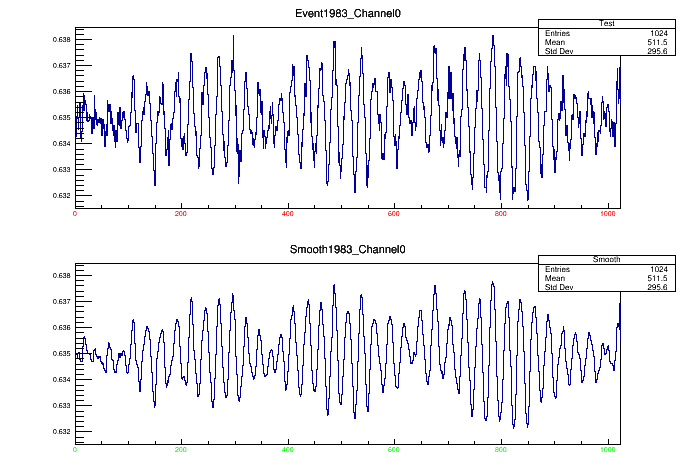 Event1983_Channel0
Test
Entries 1024
Mean 511.5
Std Dev 295.6
0.638
0.637
0.636
0.635
0.634
0.633
0.632
0 200 400 600 800 1000
Smooth1983_Channel0
Smooth
Entries 1024
Mean 511.5
Std Dev 295.6
0.638
0.637
0.636
0.635
0.634
0.633
0.632
0 200 400 600 800 1000